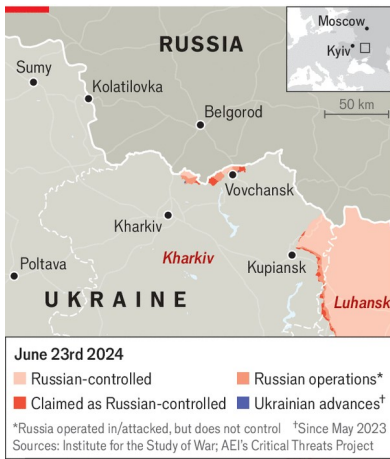 Moscow
Kyiv
RUSSIA
Sumy
Kolatilovka
50 km
Belgorod
Vovchansk
Kharkiv
Kharkiv
Kupiansk
Poltava
UKRAINE
Luhansk
June 23rd 2024
Russian-controlled
Russian operations*
Claimed as Russian-controlled
Ukrainian advances†
*Russia operated in/attacked, but does not control †Since May 2023
Sources: Institute for the Study of War; AEI’s Critical Threats Project